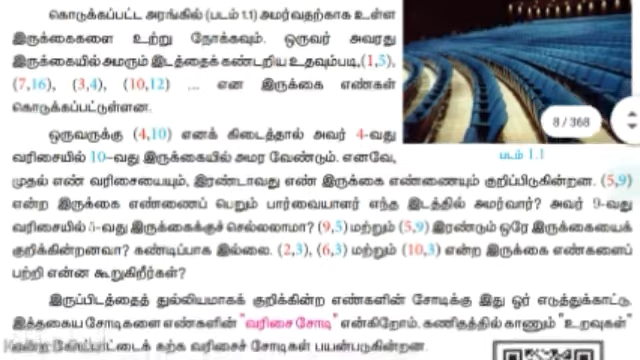 கொடுக்கப்பட்ட அரங்கில் (படம் 1.1) அமர்வதற்காக உள்ள
இருக்கைகளை உற்று நோக்கவும். ஒருவர் அவரது
இருக்கையில் அமரும் இடத்தைக் கண்டறிய உதவும்படி,(1,5),
(7,16), (3,4), (10,12) ... என இருக்கை எண்கள்
கொடுக்கப்பட்டுள்ளன.
8 / 368
ஒருவருக்கு (4,10) எனக் கிடைத்தால் அவர் 4-வது
வரிசையில் 10-வது இருக்கையில் அமர வேண்டும். எனவே,
படம் 1.1
முதல் எண் வரிசையையும், இரண்டாவது எண் இருக்கை எண்ணையும் குறிப்பிடுகின்றன. (5,9)
என்ற இருக்கை எண்ணைப் பெறும் பார்வையாளர் எந்த இடத்தில் அமர்வார்? அவர் 9-வது
வரிசையில் 5-வது இருக்கைக்குச் செல்லலாமா? (9,5) மற்றும் (5,9) இரண்டும் ஒரே இருக்கையைக்
குறிக்கின்றனவா? கண்டிப்பாக இல்லை. (2,3), (6,3) மற்றும் (10,3) என்ற இருக்கை எண்களைப்
பற்றி என்ன கூறுகிறீர்கள்?
இருப்பிடத்தைத் துல்லியமாகக் குறிக்கின்ற எண்களின் சோடிக்கு இது ஓர் எடுத்துக்காட்டு.
இத்தகைய சோடிகளை எண்களின் "வரிசை சோடி" என்கிறோம். கணிதத்தில் காணும் "உறவுகள்"
என்ற கோட்பாட்டைக் கற்க வரிசைச் சோடிகள் பயன்படுகின்றன.